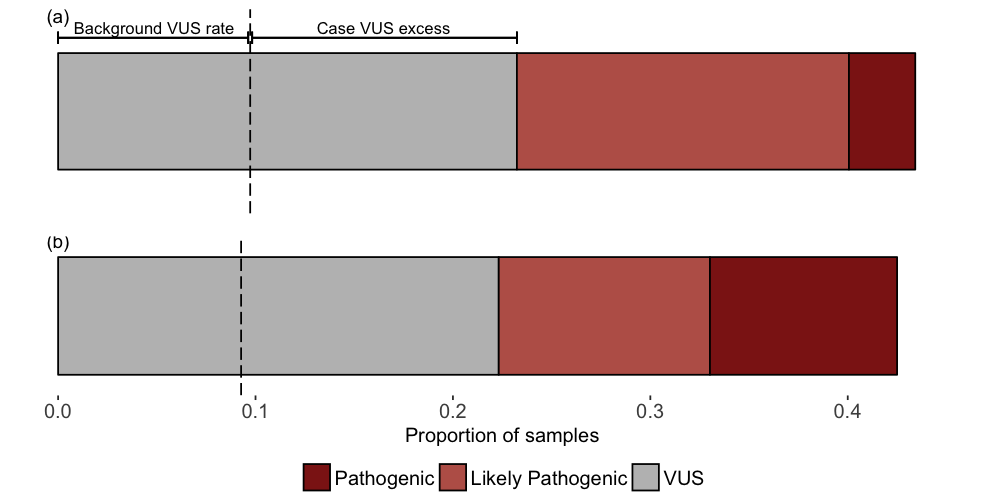 (a)
Background VUS rate Case VUS excess
(b)
0.0 0.1 0.2 0.3 0.4
Proportion of samples
Pathogenic Likely Pathogenic VUS